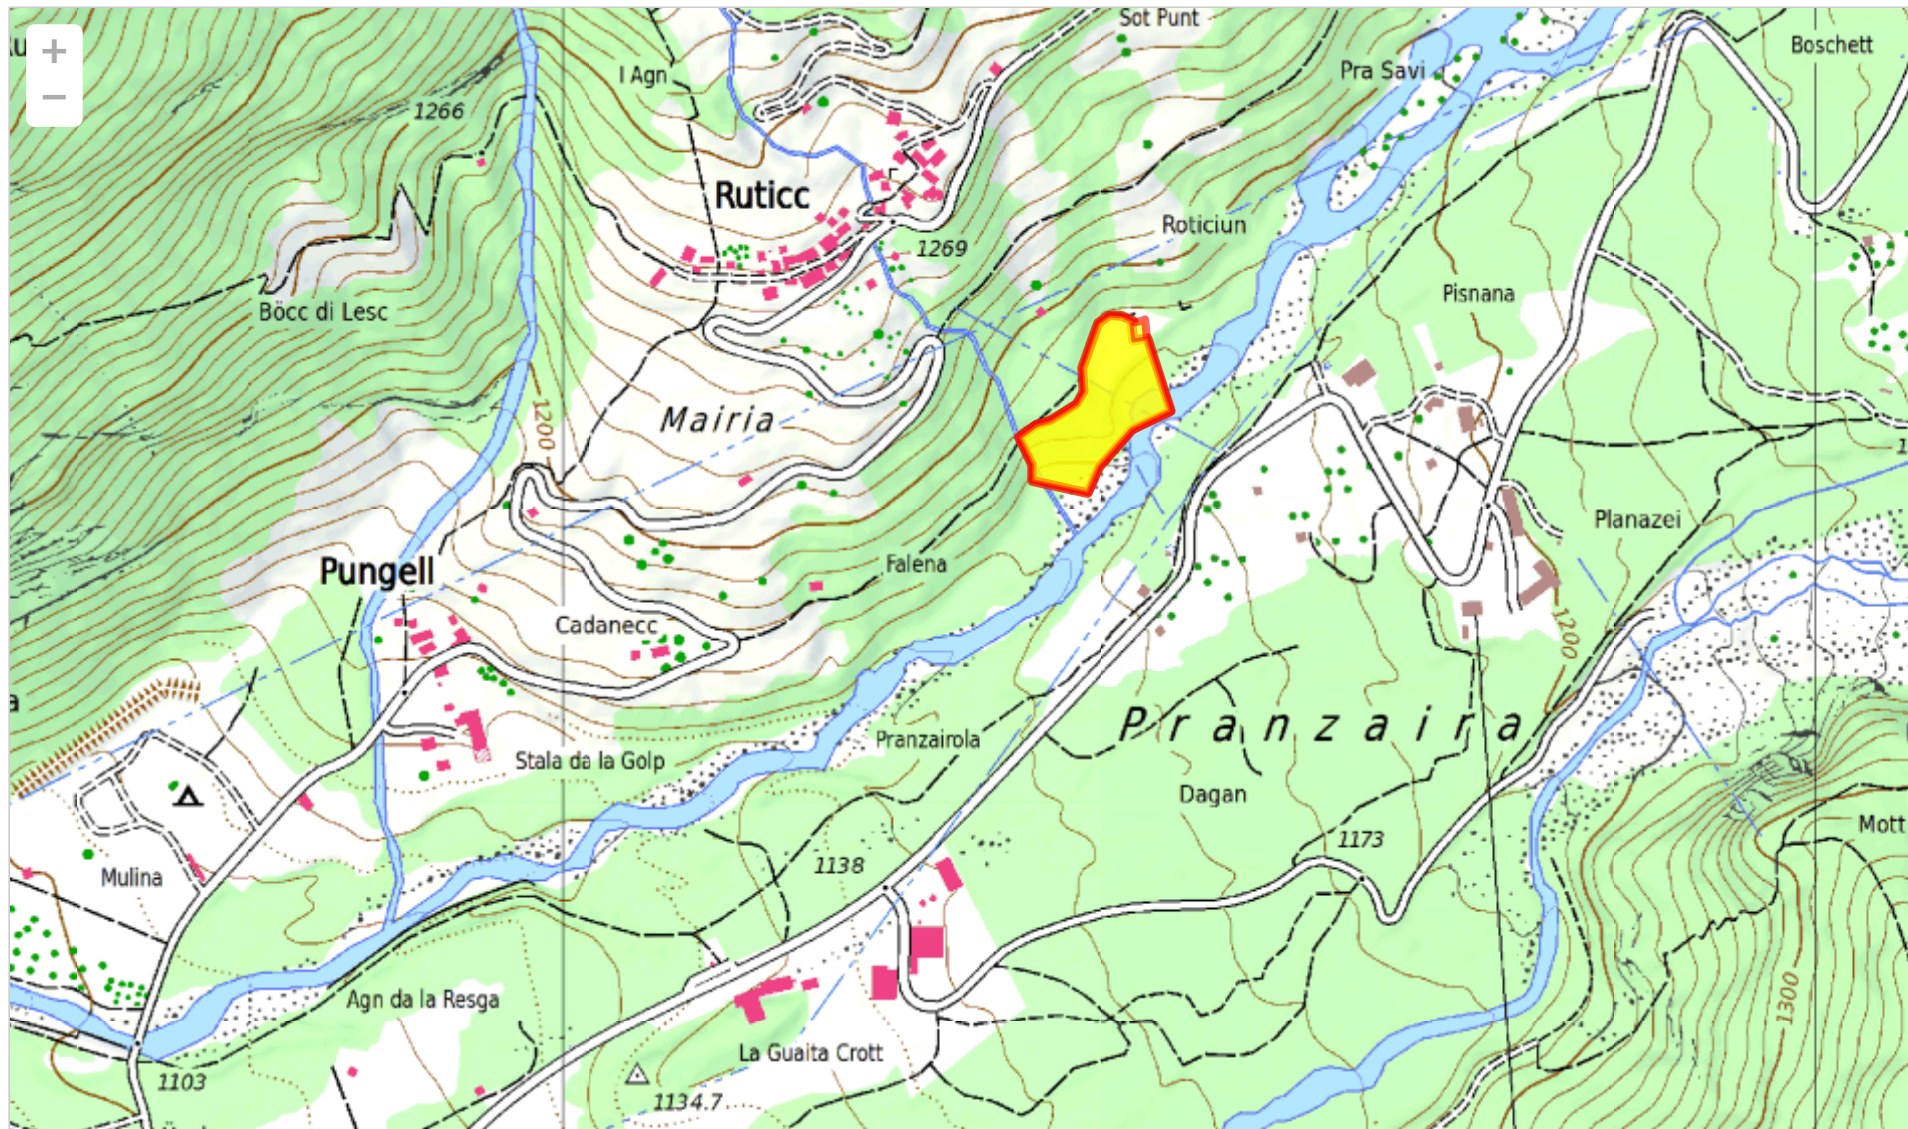 +
−
Sot Punt
Boschett
I Agn
Pra Savi
1266
Ruticc
Roticiun
1269
Böcc di Lesc
Pisnana
Mairia
1200
Planazei
Pungell
Falena
Cadanecc
1200
Pranzaira
Pranzairola
Stala da la Golp
Dagan
Mott
1138
1173
Mulina
Agn da la Resga
1300
La Guaita Crott
1103
1134.7